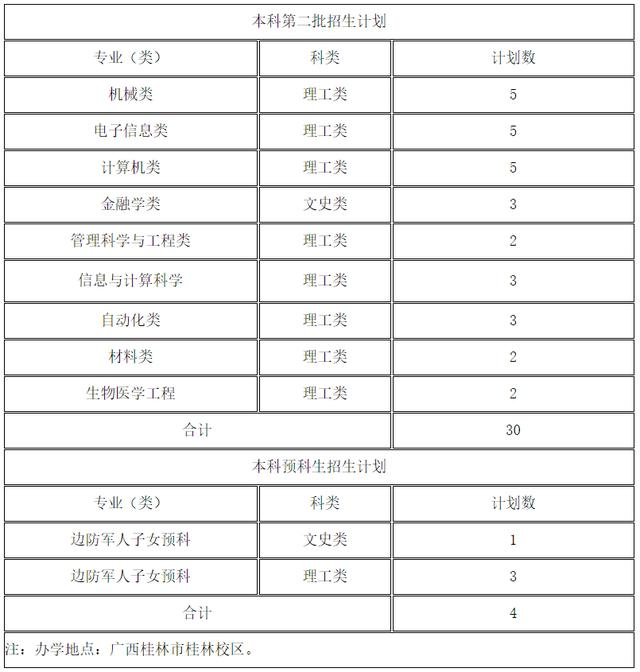 本科第二批招生计划
专业（类） 科类 计划数
机械类 理工类 5
电子信息类 理工类 5
计算机类 理工类 5
金融学类 文史类 3
管理科学与工程类 理工类 2
信息与计算科学 理工类 3
自动化类 理工类 3
材料类 理工类 2
生物医学工程 理工类 2
合计 30
本科预科生招生计划
专业（类） 科类 计划数
边防军人子女预科 文史类 1
边防军人子女预科 理工类 3
合计 4
注：办学地点：广西桂林市桂林校区。